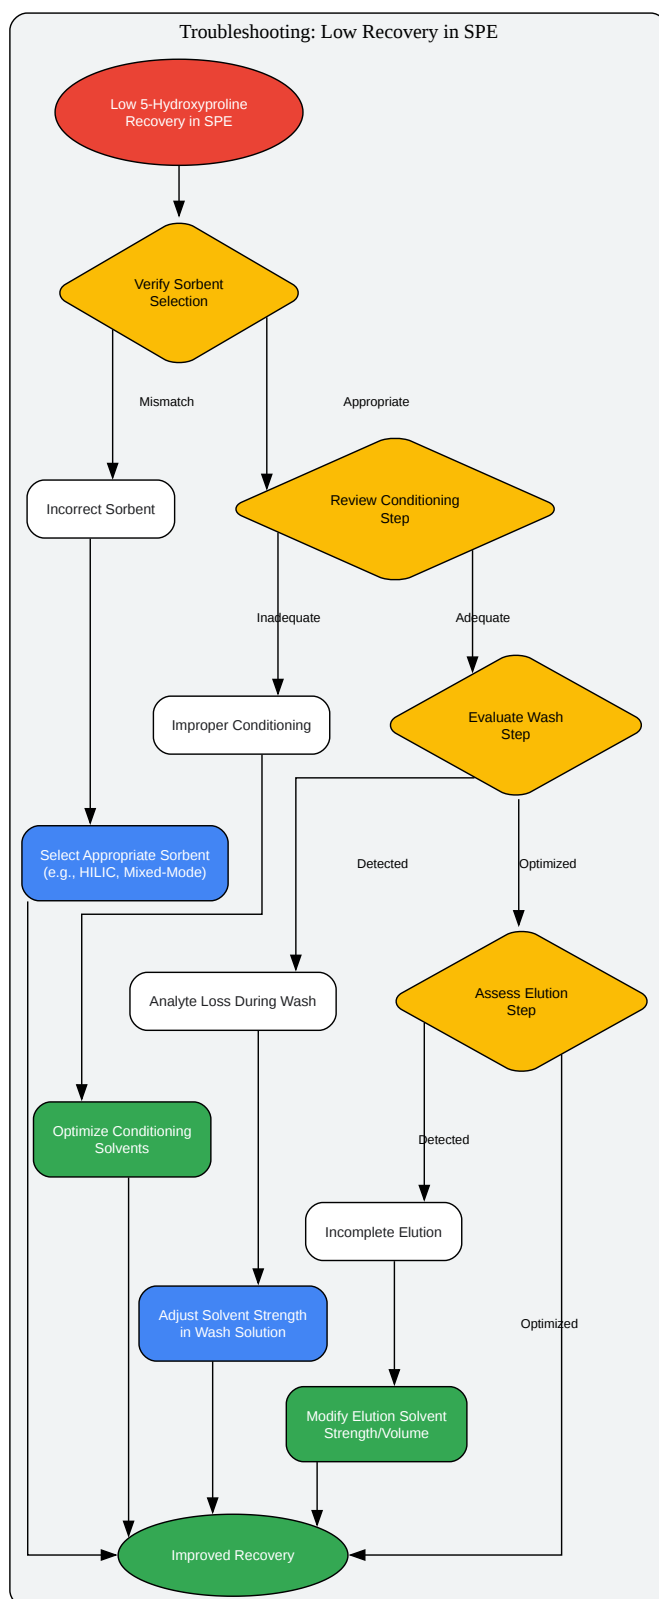 Troubleshooting: Low Recovery in SPE
Low 5-Hydroxyproline
Recovery in SPE
Verify Sorbent
Selection
Mismatch
Appropriate
Incorrect Sorbent
Review Conditioning
Step
Inadequate
Adequate
Improper Conditioning
Evaluate Wash
Step
Select Appropriate Sorbent
(e.g., HILIC, Mixed-Mode)
Detected
Optimized
Analyte Loss During Wash
Assess Elution
Step
Optimize Conditioning
Solvents
Detected
Incomplete Elution
Adjust Solvent Strength
in Wash Solution
Optimized
Modify Elution Solvent
Strength/Volume
Improved Recovery